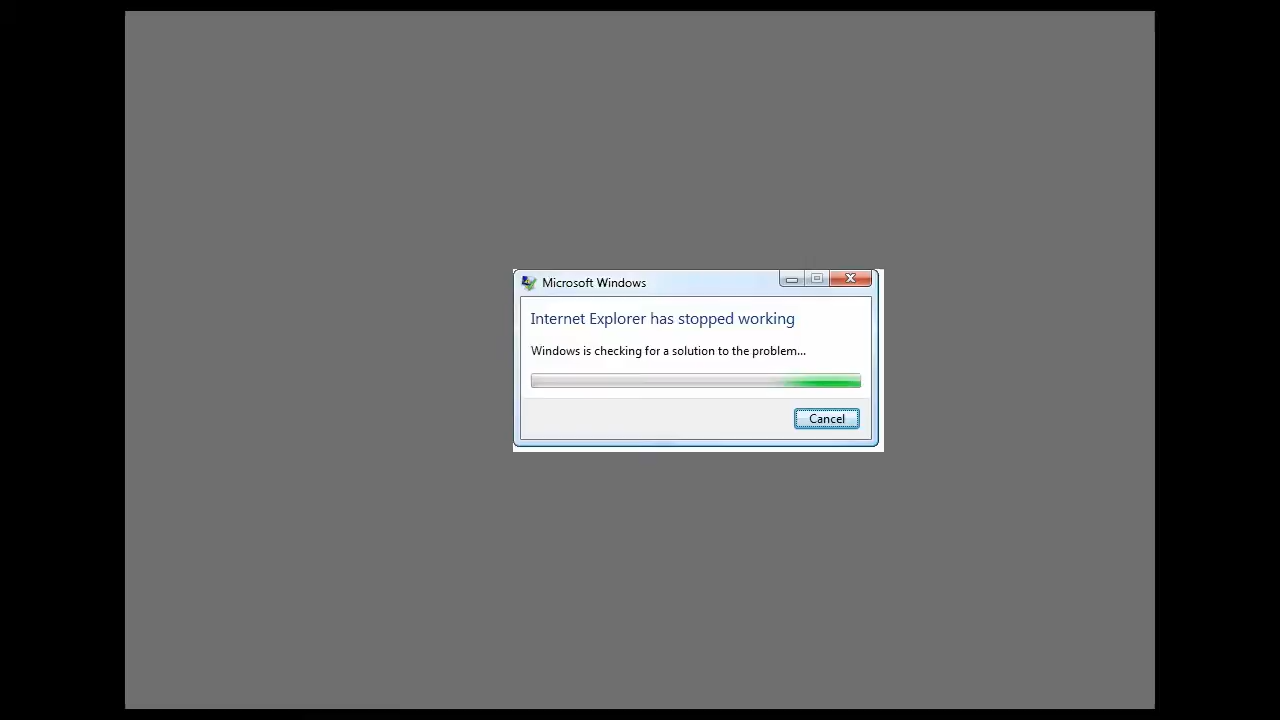 Microsoft Windows
Internet Explorer has stopped working
Windows is checking for a solution to the problem...
Cancel